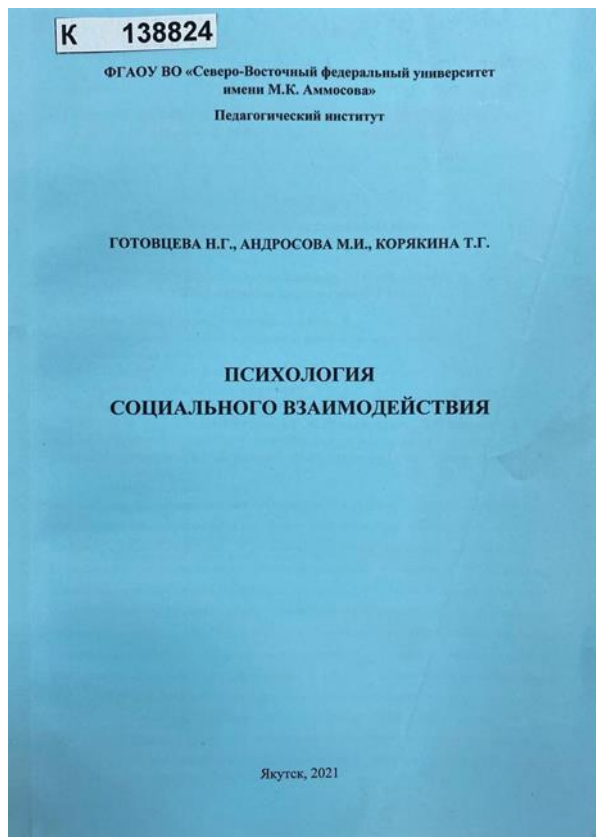 К 138824
ФГАОУ ВО «Северо-Восточный федеральный университет
имени М.К. Аммосова»
Педагогический институт
ГОТОВЦЕВА Н.Г., АНДРОСОВА М.И., КОРЯКИНА Т.Г.
ПСИХОЛОГИЯ
СОЦИАЛЬНОГО ВЗАИМОДЕЙСТВИЯ
Якутск, 2021